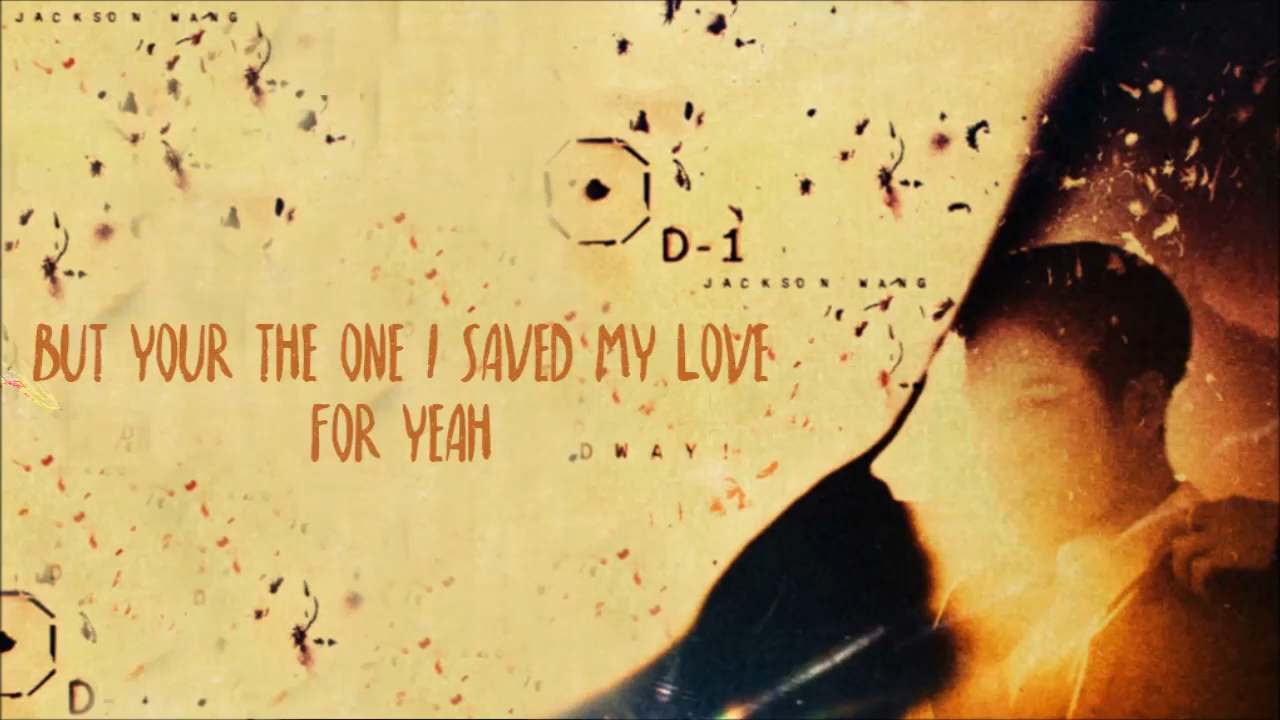 JACKSON WANG
D-1
JACKSON WANG
BUT YOUR THE ONE I SAVED MY LOVE
FOR YEAH
DWAY!
D